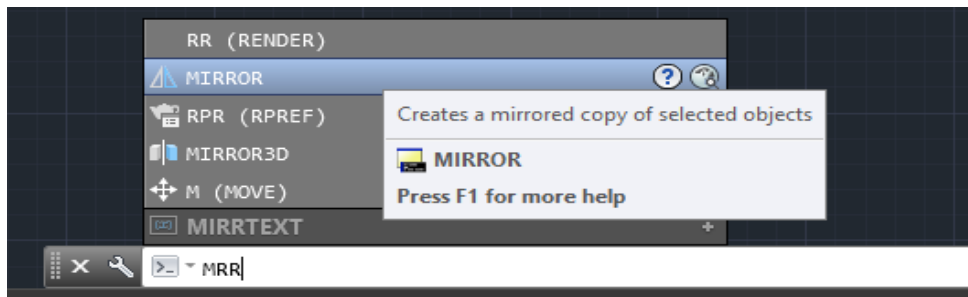 RR (RENDER)
MIRROR
RPR (RPREF)
MIRROR3D
M (MOVE)
MIRRTEXT
Creates a mirrored copy of selected objects
MIRROR
Press F1 for more help
MRR